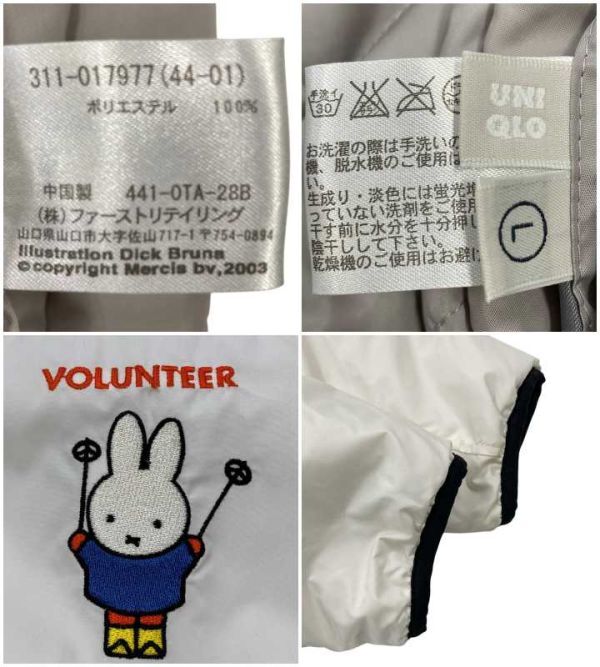 311-017977(44-01)
ポリエステル 100%
中国製 441-0TA-28B
(株)ファーストリテイリング
山口県山口市大字佐山717-1〒754-0894
Illustration Dick Bruna
©copyright Mercis bv,2003
手洗イ
30
お洗濯の際は手洗いの
機、脱水機のご使用は
い。
生成り・淡色には蛍光増
っていない洗剤をご使用
干す前に水分を十分押し
陰干しして下さい。
乾燥機のご使用はお避け
UNI
QLO
L
VOLUNTEER